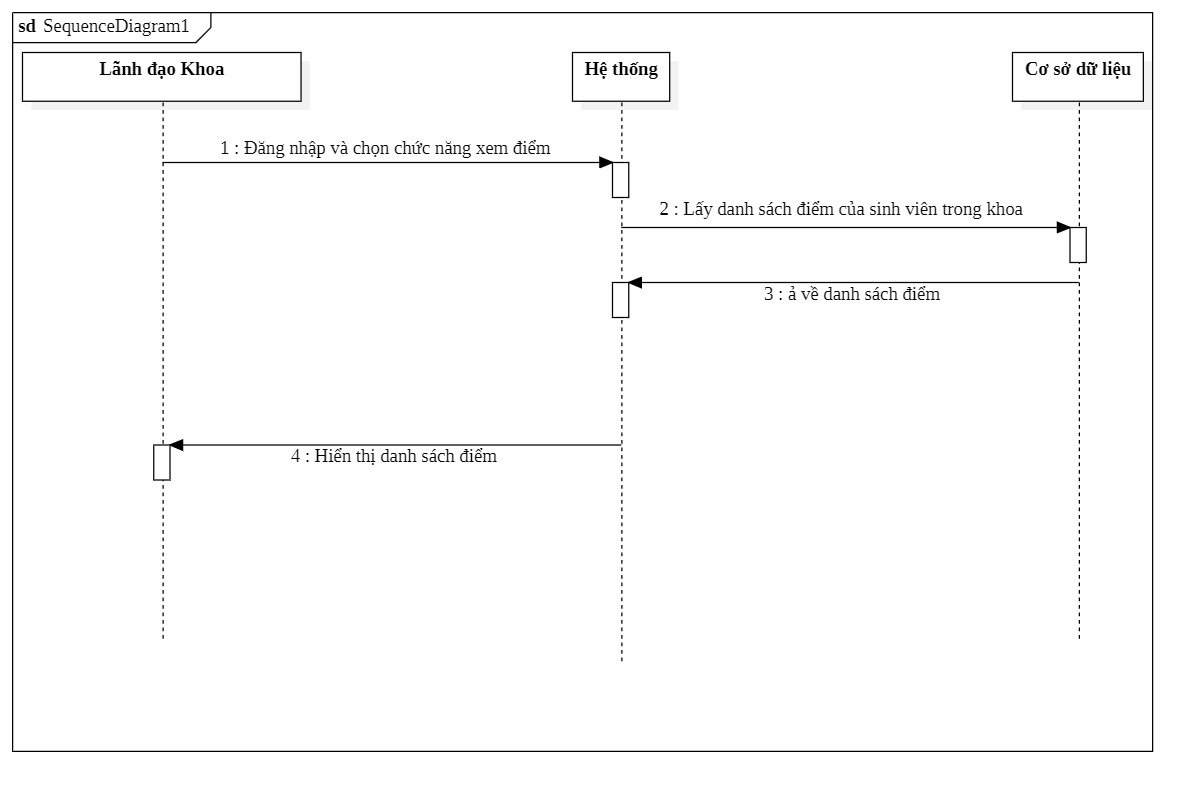 sd SequenceDiagram1
Lãnh đạo Khoa
Hệ thống
Cơ sở dữ liệu
1 : Đăng nhập và chọn chức năng xem điểm
2 : Lấy danh sách điểm của sinh viên trong khoa
3 : ả về danh sách điểm
4 : Hiển thị danh sách điểm